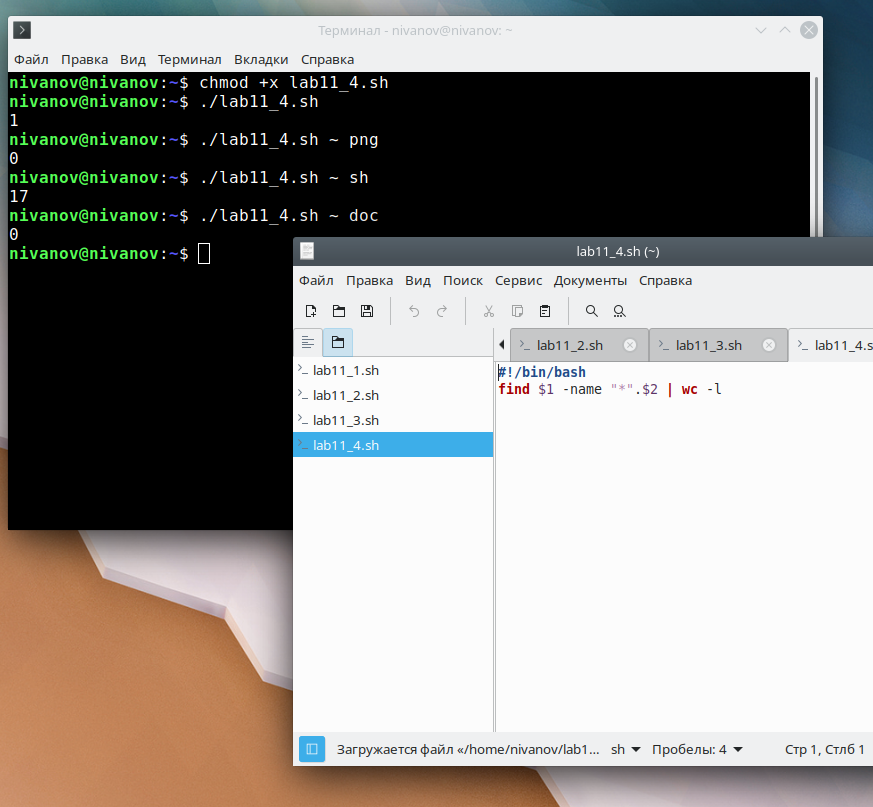 Терминал - nivanov@nivanov: ~
Файл Правка Вид Терминал Вкладки Справка
nivanov@nivanov:~$ chmod +x lab11_4.sh
nivanov@nivanov:~$ ./lab11_4.sh
1
nivanov@nivanov:~$ ./lab11_4.sh ~ png
0
nivanov@nivanov:~$ ./lab11_4.sh ~ sh
17
nivanov@nivanov:~$ ./lab11_4.sh ~ doc
0
nivanov@nivanov:~$
lab11_4.sh (~)
Файл Правка Вид Поиск Сервис Документы Справка
lab11_2.sh lab11_3.sh lab11_4.s
lab11_1.sh
lab11_2.sh
lab11_3.sh
lab11_4.sh
#!/bin/bash
find $1 -name "*".$2 | wc -l
Загружается файл «/home/nivanov/lab1... sh Пробелы: 4 Стр 1, Стлб 1